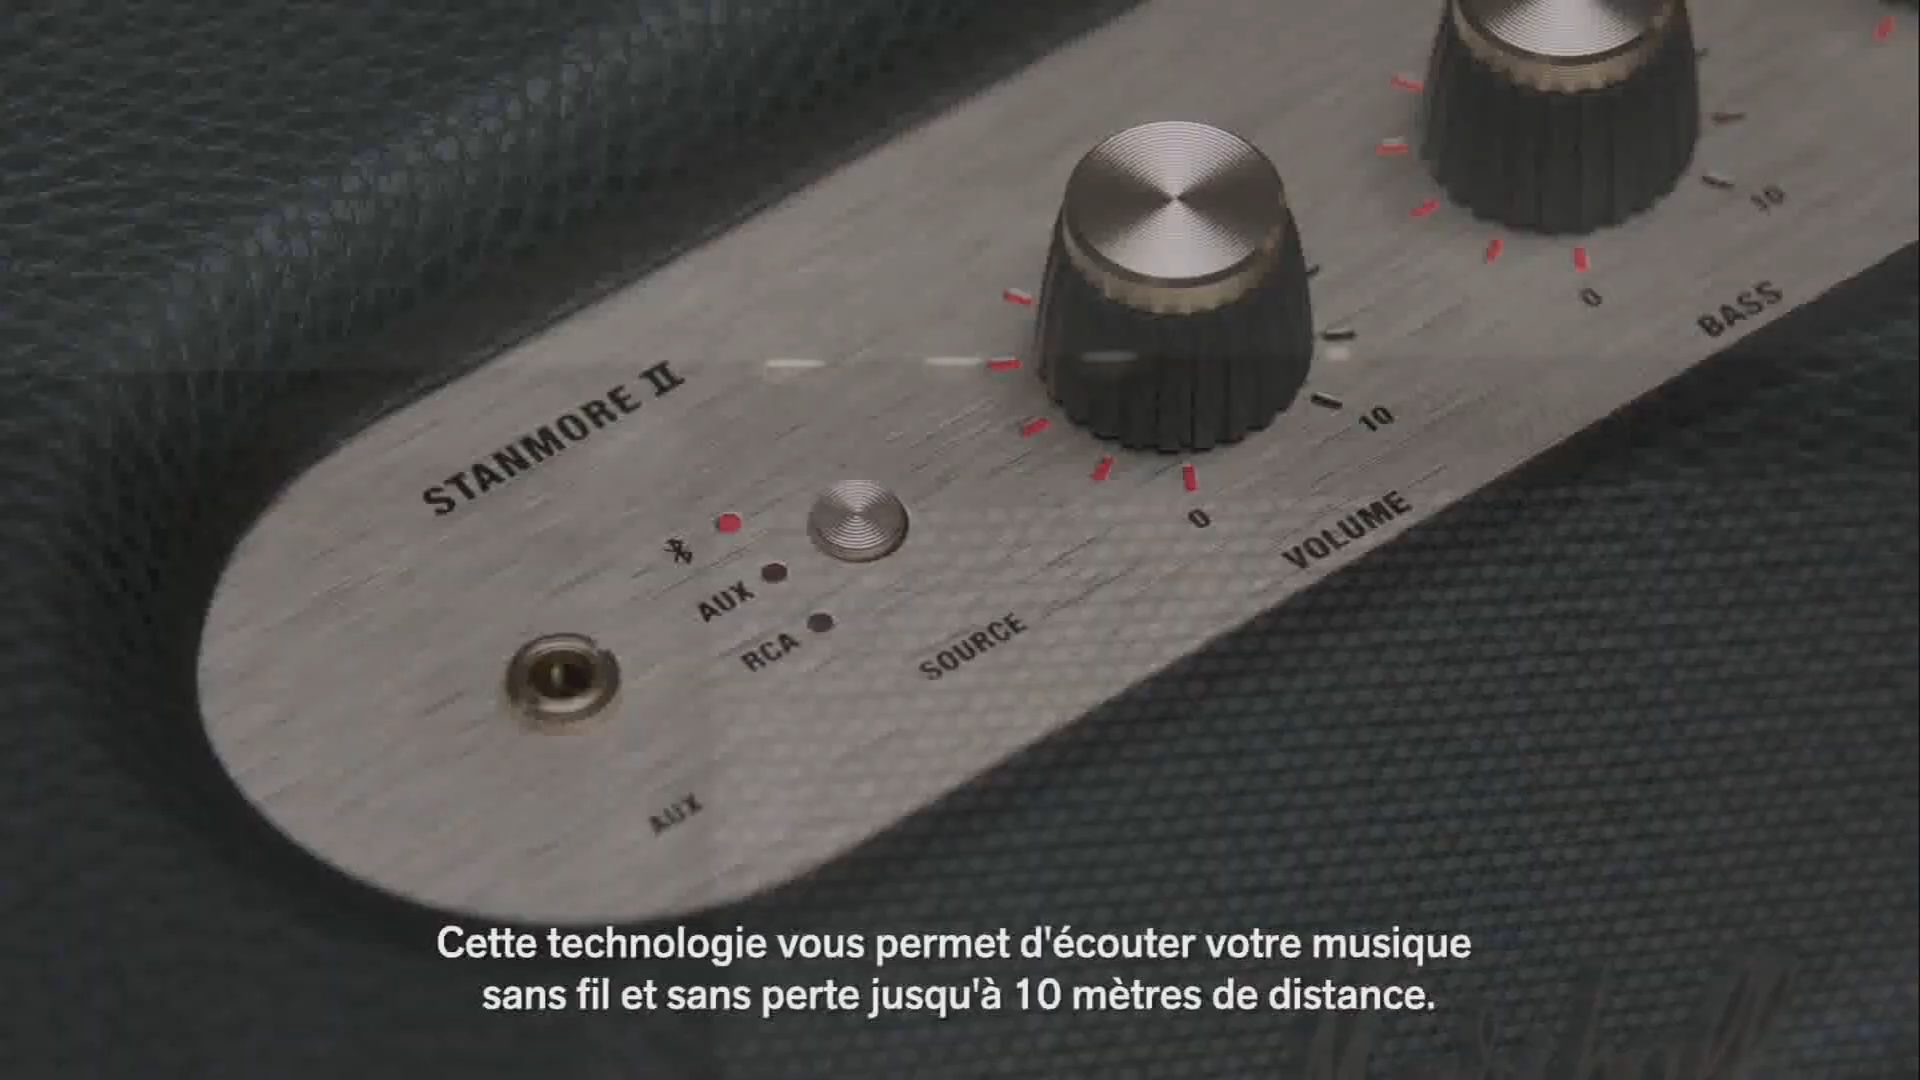 STANMORE II
AUX
RCA
SOURCE
AUX
0
10
VOLUME
0
10
BASS
Cette technologie vous permet d'écouter votre musique
sans fil et sans perte jusqu'à 10 mètres de distance.